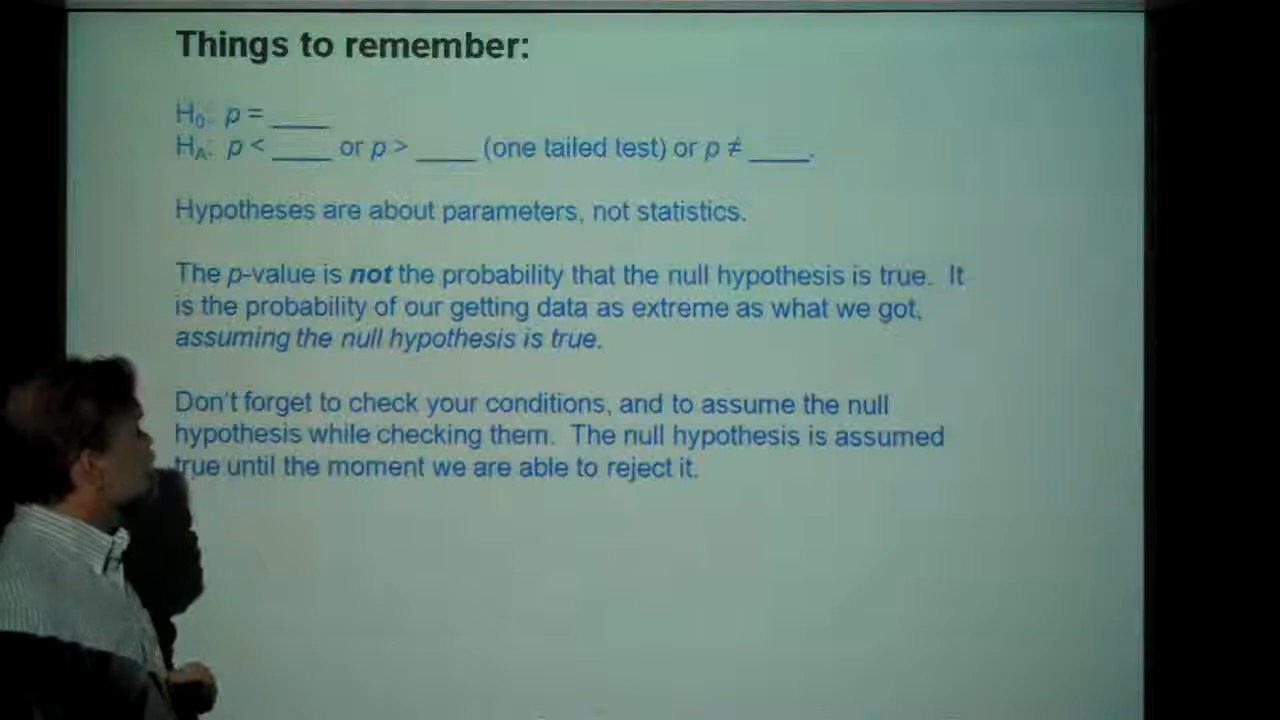 Things to remember:
H₀: p = ____
Hₐ: p < ____ or p > ____ (one tailed test) or p ≠ ____.
Hypotheses are about parameters, not statistics.
The p-value is not the probability that the null hypothesis is true. It
is the probability of our getting data as extreme as what we got,
assuming the null hypothesis is true.
Don't forget to check your conditions, and to assume the null
hypothesis while checking them. The null hypothesis is assumed
true until the moment we are able to reject it.